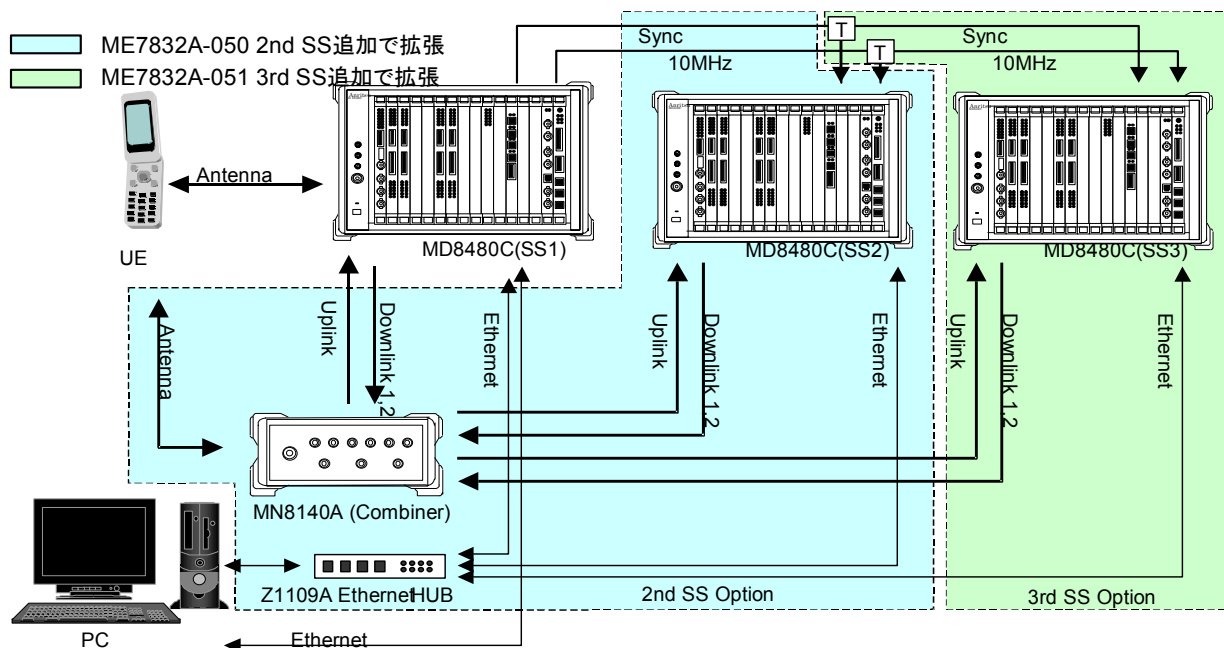 ME7832A-050 2nd SS追加で拡張
ME7832A-051 3rd SS追加で拡張
T
T
Sync
10MHz
Sync
10MHz
Anritsu
Antenna
UE
MD8480C(SS1)
MD8480C(SS2)
MD8480C(SS3)
Antenna
Uplink
Downlink 1,2
Ethernet
Uplink
Downlink 1,2
Ethernet
Uplink
Downlink 1,2
Ethernet
MN8140A (Combiner)
Z1109A EthernetHUB
2nd SS Option
3rd SS Option
PC
Ethernet